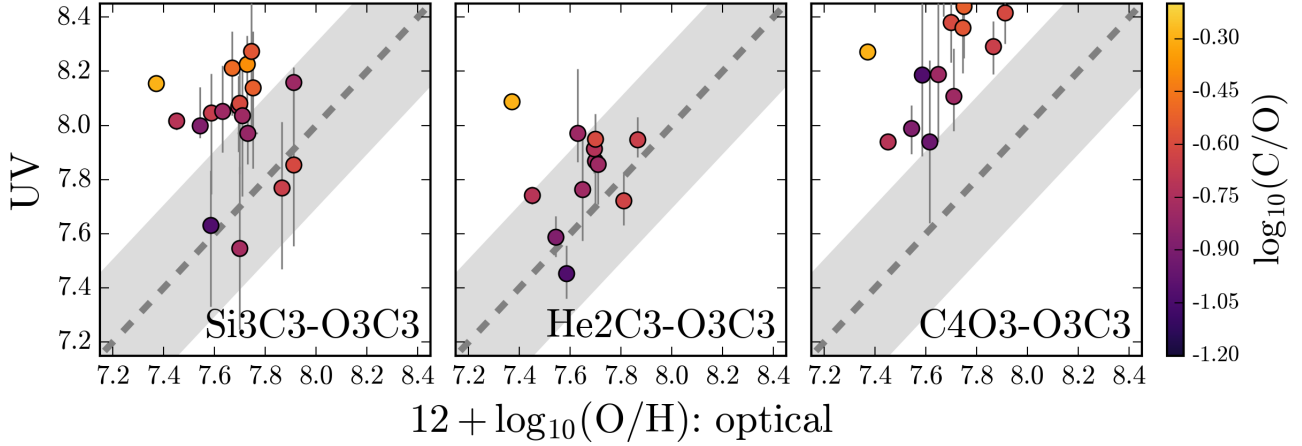 UV
8.4
8.2
8.0
7.8
7.6
7.4
7.2
Si3C3-O3C3
He2C3-O3C3
C4O3-O3C3
7.2 7.4 7.6 7.8 8.0 8.2 8.4
7.2 7.4 7.6 7.8 8.0 8.2 8.4
7.2 7.4 7.6 7.8 8.0 8.2 8.4
12 + log₁₀(O/H): optical
-0.30
-0.45
-0.60
-0.75
-0.90
-1.05
-1.20
log₁₀(C/O)